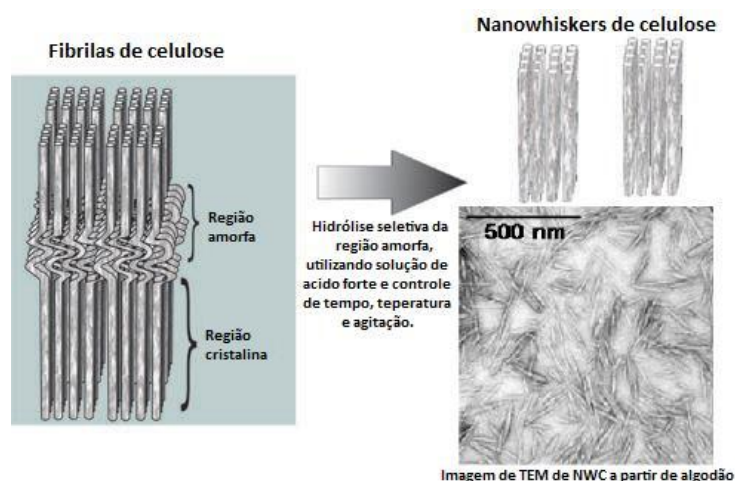 Fibrilas de celulose
Nanowhiskers de celulose
Região
amorfa
Região
cristalina
Hidrólise seletiva da
região amorfa,
utilizando solução de
acido forte e controle
de tempo, teperatura
e agitação.
500 nm
Imagem de TEM de NWC a partir de algodão